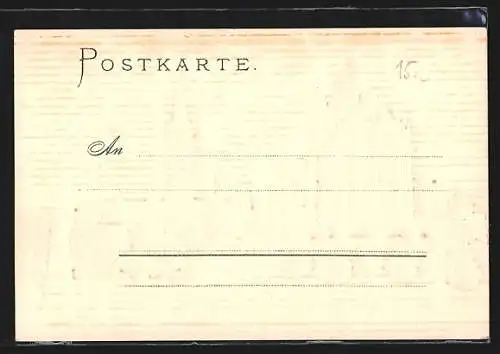 POSTKARTE.
15.-
An